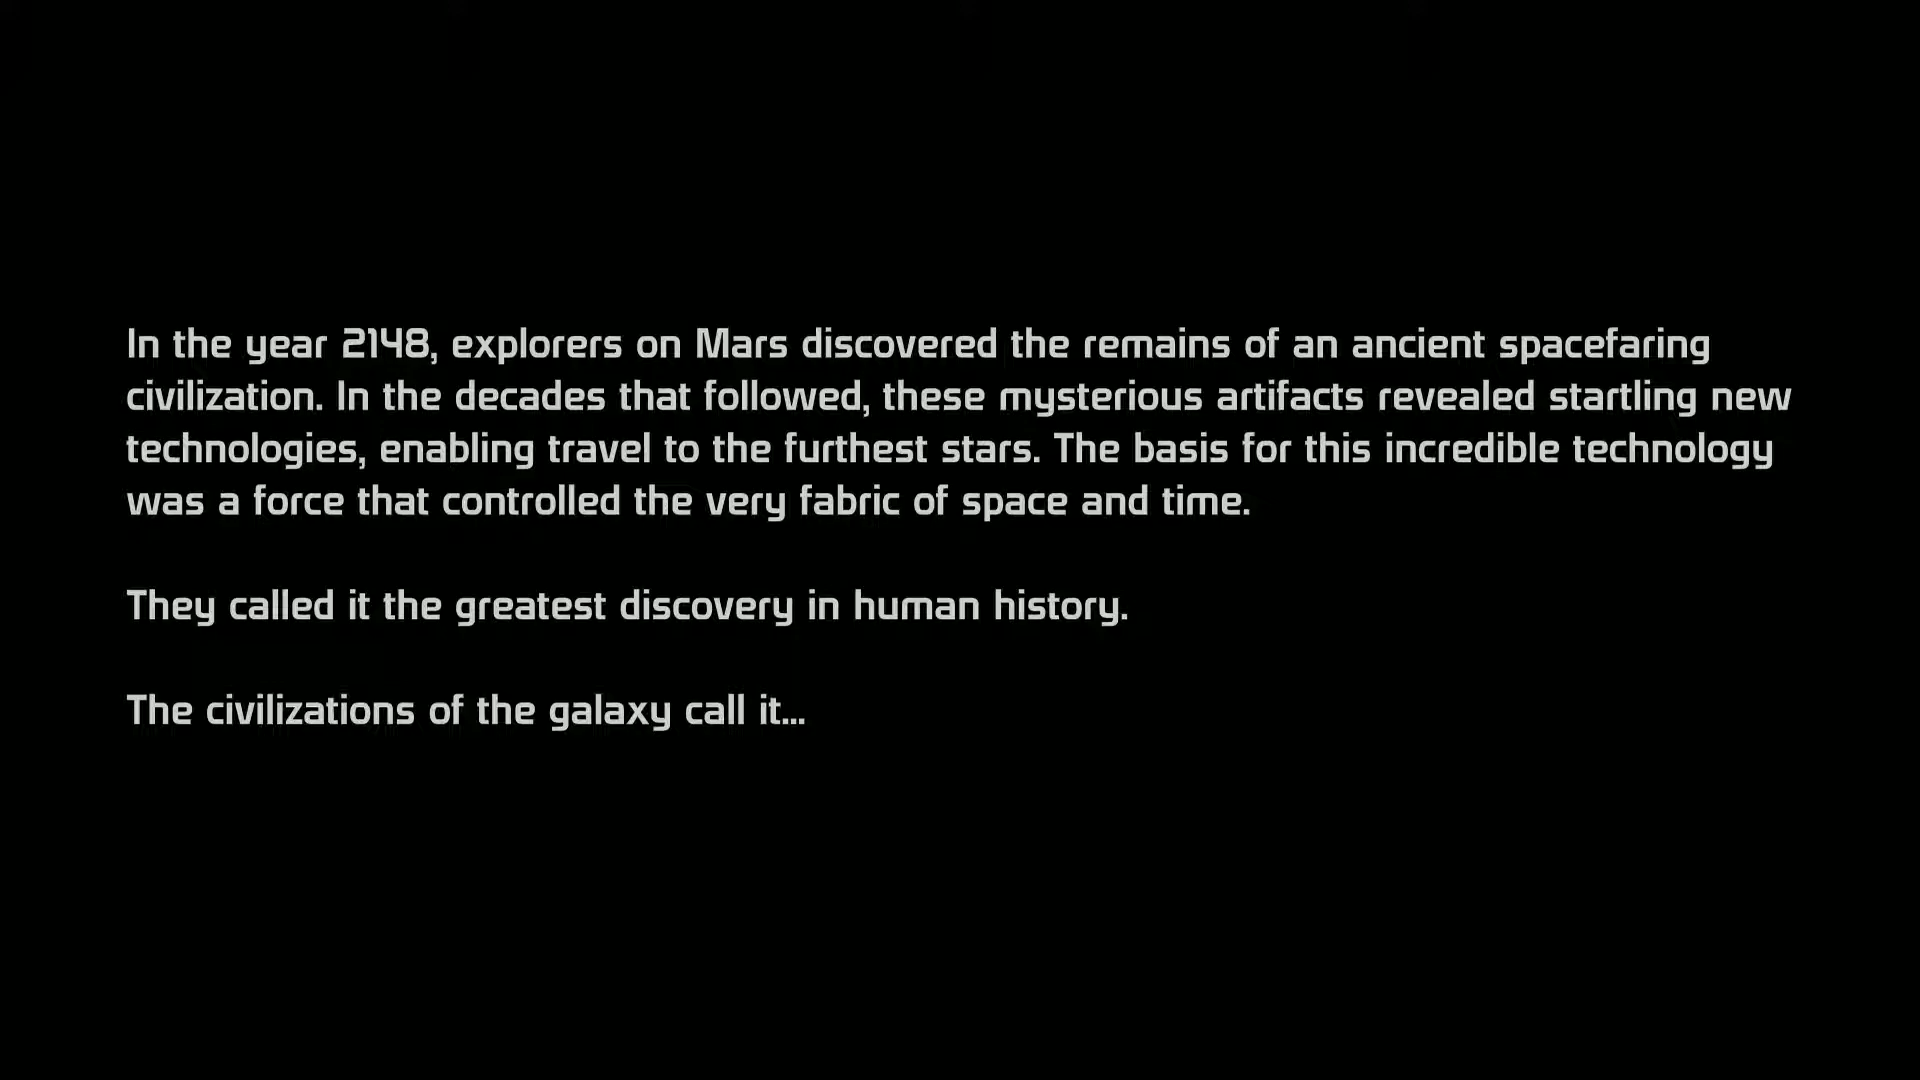 In the year 2148, explorers on Mars discovered the remains of an ancient spacefaring
civilization. In the decades that followed, these mysterious artifacts revealed startling new
technologies, enabling travel to the furthest stars. The basis for this incredible technology
was a force that controlled the very fabric of space and time.
They called it the greatest discovery in human history.
The civilizations of the galaxy call it...